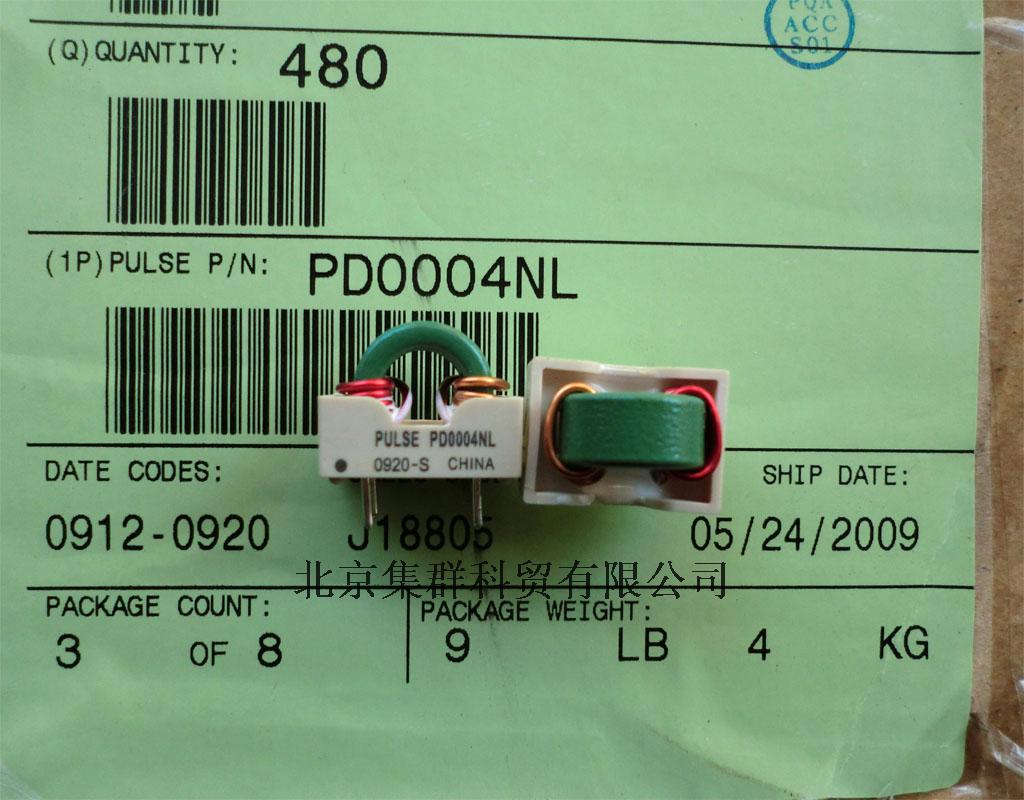 PQA
ACC
S01
(Q)QUANTITY: 480
(1P)PULSE P/N: PD0004NL
PULSE PD0004NL
0920-S CHINA
DATE CODES: SHIP DATE:
0912-0920 J18805 05/24/2009
北京集群科贸有限公司
PACKAGE COUNT: PACKAGE WEIGHT:
3 OF 8 9 LB 4 KG